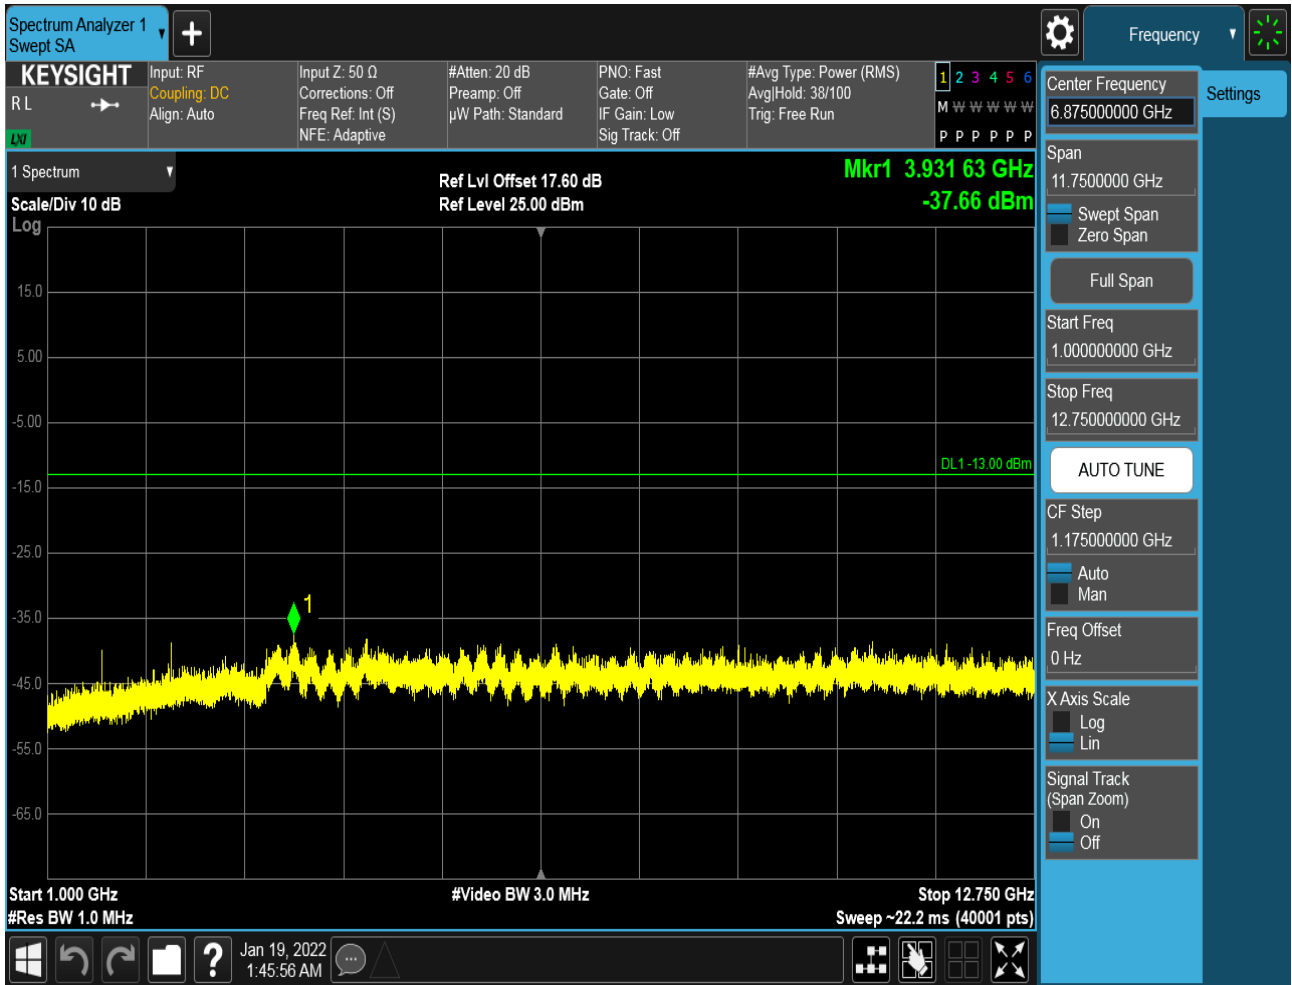 Spectrum Analyzer 1
Swept SA
Frequency
KEYSIGHT
R L
LXI
Input: RF
Coupling: DC
Align: Auto
Input Z: 50 Ω
Corrections: Off
Freq Ref: Int (S)
NFE: Adaptive
#Atten: 20 dB
Preamp: Off
µW Path: Standard
PNO: Fast
Gate: Off
IF Gain: Low
Sig Track: Off
#Avg Type: Power (RMS)
Avg|Hold: 38/100
Trig: Free Run
1 2 3 4 5 6
M W W W W W
P P P P P P
Center Frequency
6.875000000 GHz
Settings
1 Spectrum
Scale/Div 10 dB
Log
Ref Lvl Offset 17.60 dB
Ref Level 25.00 dBm
Mkr1 3.931 63 GHz
-37.66 dBm
15.0
5.00
-5.00
-15.0
-25.0
-35.0
-45.0
-55.0
-65.0
DL1 -13.00 dBm
1
Start 1.000 GHz
#Res BW 1.0 MHz
#Video BW 3.0 MHz
Stop 12.750 GHz
Sweep ~22.2 ms (40001 pts)
Span
11.7500000 GHz
Swept Span
Zero Span
Full Span
Start Freq
1.000000000 GHz
Stop Freq
12.750000000 GHz
AUTO TUNE
CF Step
1.175000000 GHz
Auto
Man
Freq Offset
0 Hz
X Axis Scale
Log
Lin
Signal Track
(Span Zoom)
On
Off
?
Jan 19, 2022
1:45:56 AM